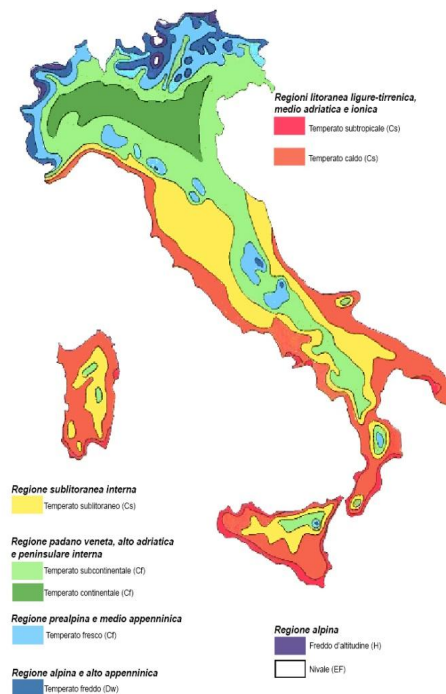 Regioni litoranea ligure-tirrenica,
medio adriatica e ionica
Temperato subtropicale (Cs)
Temperato caldo (Cs)
Regione sublitoranea interna
Temperato sublitoraneo (Cs)
Regione padano veneta, alto adriatica
e peninsulare interna
Temperato subcontinentale (Cf)
Temperato continentale (Cf)
Regione prealpina e medio appenninica
Temperato fresco (Cf)
Regione alpina e alto appenninica
Temperato freddo (Dw)
Regione alpina
Freddo d'altitudine (H)
Nivale (EF)